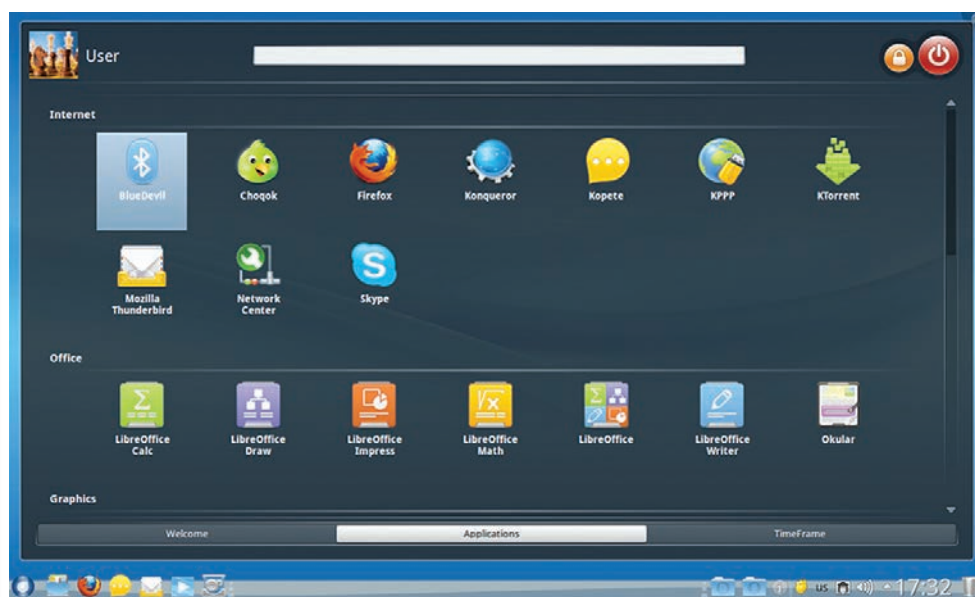 User
Internet
BlueDevil
Choqok
Firefox
Konqueror
Kopete
KPPP
KTorrent
Mozilla
Thunderbird
Network
Center
Skype
Office
LibreOffice
Calc
LibreOffice
Draw
LibreOffice
Impress
LibreOffice
Math
LibreOffice
LibreOffice
Writer
Okular
Graphics
Welcome
Applications
TimeFrame
us
17:32